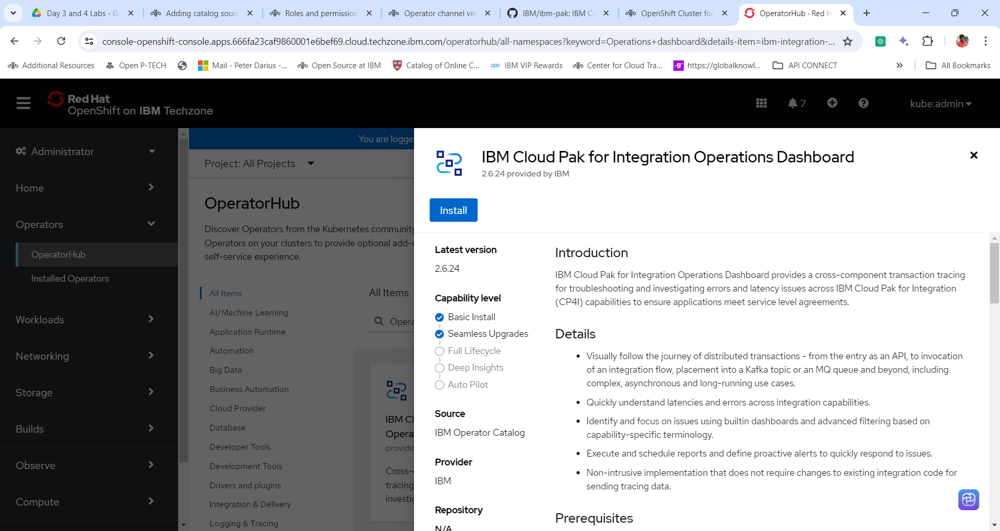 Day 3 and 4 Labs - G
Adding catalog sourc
Roles and permission
Operator channel ver
IBM/ibm-pak: IBM Ca
OpenShift Cluster for
OperatorHub · Red H
console-openshift-console.apps.666fa23caf9860001e6bef69.cloud.techzone.ibm.com/operatorhub/all-namespaces?keyword=Operations+dashboard&details-item=ibm-integration-...
Additional Resources
Open P-TECH
Mail - Peter Darius -...
Open Source at IBM
Catalog of Online C...
IBM VIP Rewards
Center for Cloud Tra...
https://globalknowl...
API CONNECT
All Bookmarks
Red Hat
OpenShift on IBM Techzone
7
kube:admin
Administrator
Home
Operators
OperatorHub
Installed Operators
Workloads
Networking
Storage
Builds
Observe
Compute
You are logge
Project: All Projects
OperatorHub
Discover Operators from the Kubernetes community
Operators on your clusters to provide optional add-o
self-service experience.
All Items
AI/Machine Learning
Application Runtime
Automation
Big Data
Business Automation
Cloud Provider
Database
Developer Tools
Development Tools
Drivers and plugins
Integration & Delivery
Logging & Tracing
All Items
Opera
IBM Cl
Opera
provide
Cross-
tracing
investig
IBM Cloud Pak for Integration Operations Dashboard
2.6.24 provided by IBM
Install
Latest version
2.6.24
Capability level
Basic Install
Seamless Upgrades
Full Lifecycle
Deep Insights
Auto Pilot
Source
IBM Operator Catalog
Provider
IBM
Repository
N/A
Introduction
IBM Cloud Pak for Integration Operations Dashboard provides a cross-component transaction tracing
for troubleshooting and investigating errors and latency issues across IBM Cloud Pak for Integration
(CP4I) capabilities to ensure applications meet service level agreements.
Details
• Visually follow the journey of distributed transactions - from the entry as an API, to invocation
of an integration flow, placement into a Kafka topic or an MQ queue and beyond, including
complex, asynchronous and long-running use cases.
• Quickly understand latencies and errors across integration capabilities.
• Identify and focus on issues using builtin dashboards and advanced filtering based on
capability-specific terminology.
• Execute and schedule reports and define proactive alerts to quickly respond to issues.
• Non-intrusive implementation that does not require changes to existing integration code for
sending tracing data.
Prerequisites